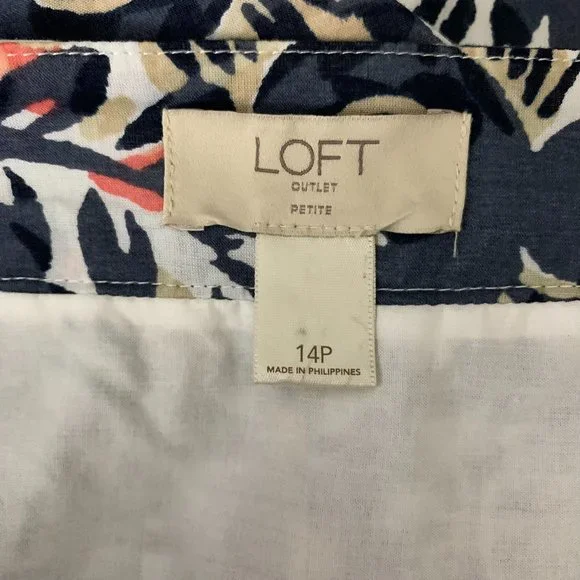 LOFT
OUTLET
PETITE
14P
MADE IN PHILIPPINES